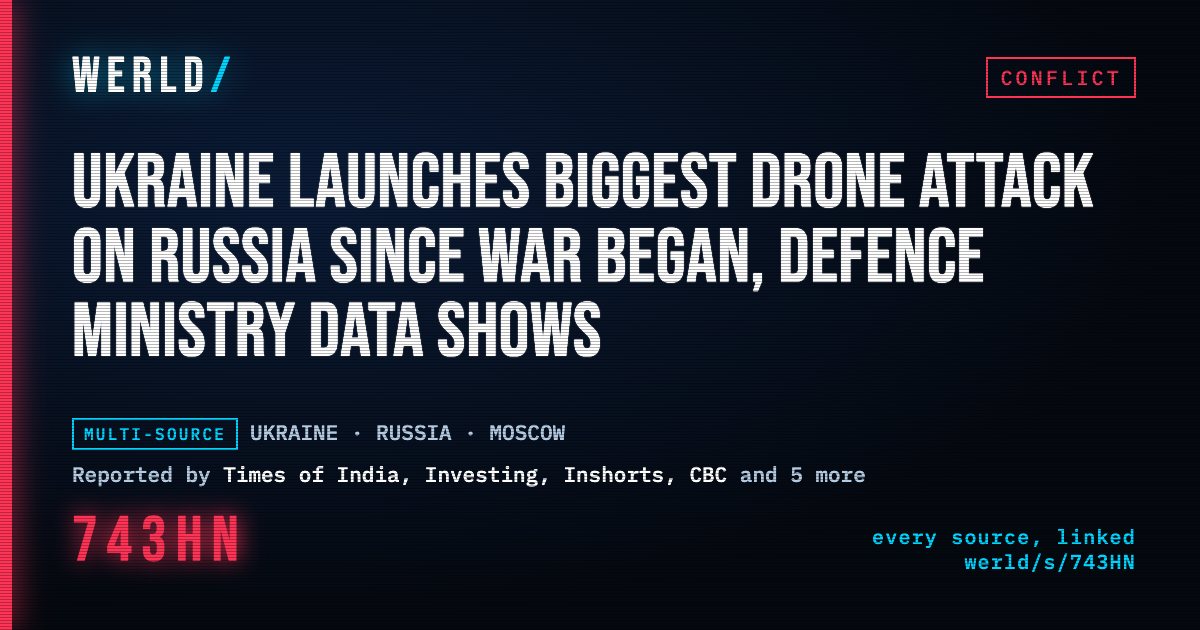 WERLD/
CONFLICT
UKRAINE LAUNCHES BIGGEST DRONE ATTACK
ON RUSSIA SINCE WAR BEGAN, DEFENCE
MINISTRY DATA SHOWS
MULTI-SOURCE UKRAINE · RUSSIA · MOSCOW
Reported by Times of India, Investing, Inshorts, CBC and 5 more
743HN
every source, linked
werld/s/743HN